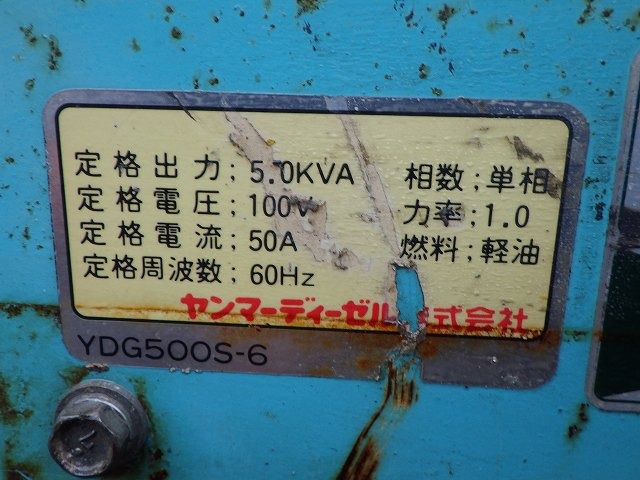 定格出力；5.0KVA 相数；単相
定格電圧；100V 力率；1.0
定格電流；50A 燃料；軽油
定格周波数；60Hz
ヤンマーディーゼル 式会社
YDG500S-6